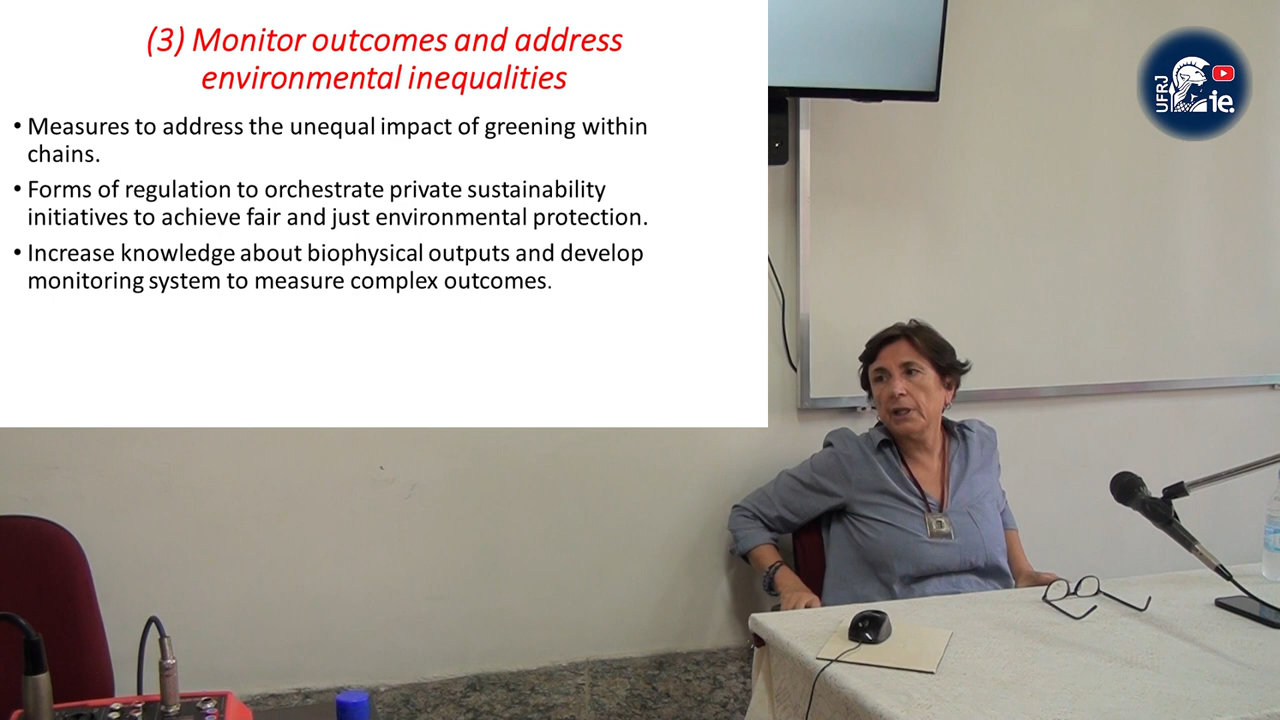 (3) Monitor outcomes and address
environmental inequalities
• Measures to address the unequal impact of greening within
chains.
• Forms of regulation to orchestrate private sustainability
initiatives to achieve fair and just environmental protection.
• Increase knowledge about biophysical outputs and develop
monitoring system to measure complex outcomes.
UFRJ
ie.